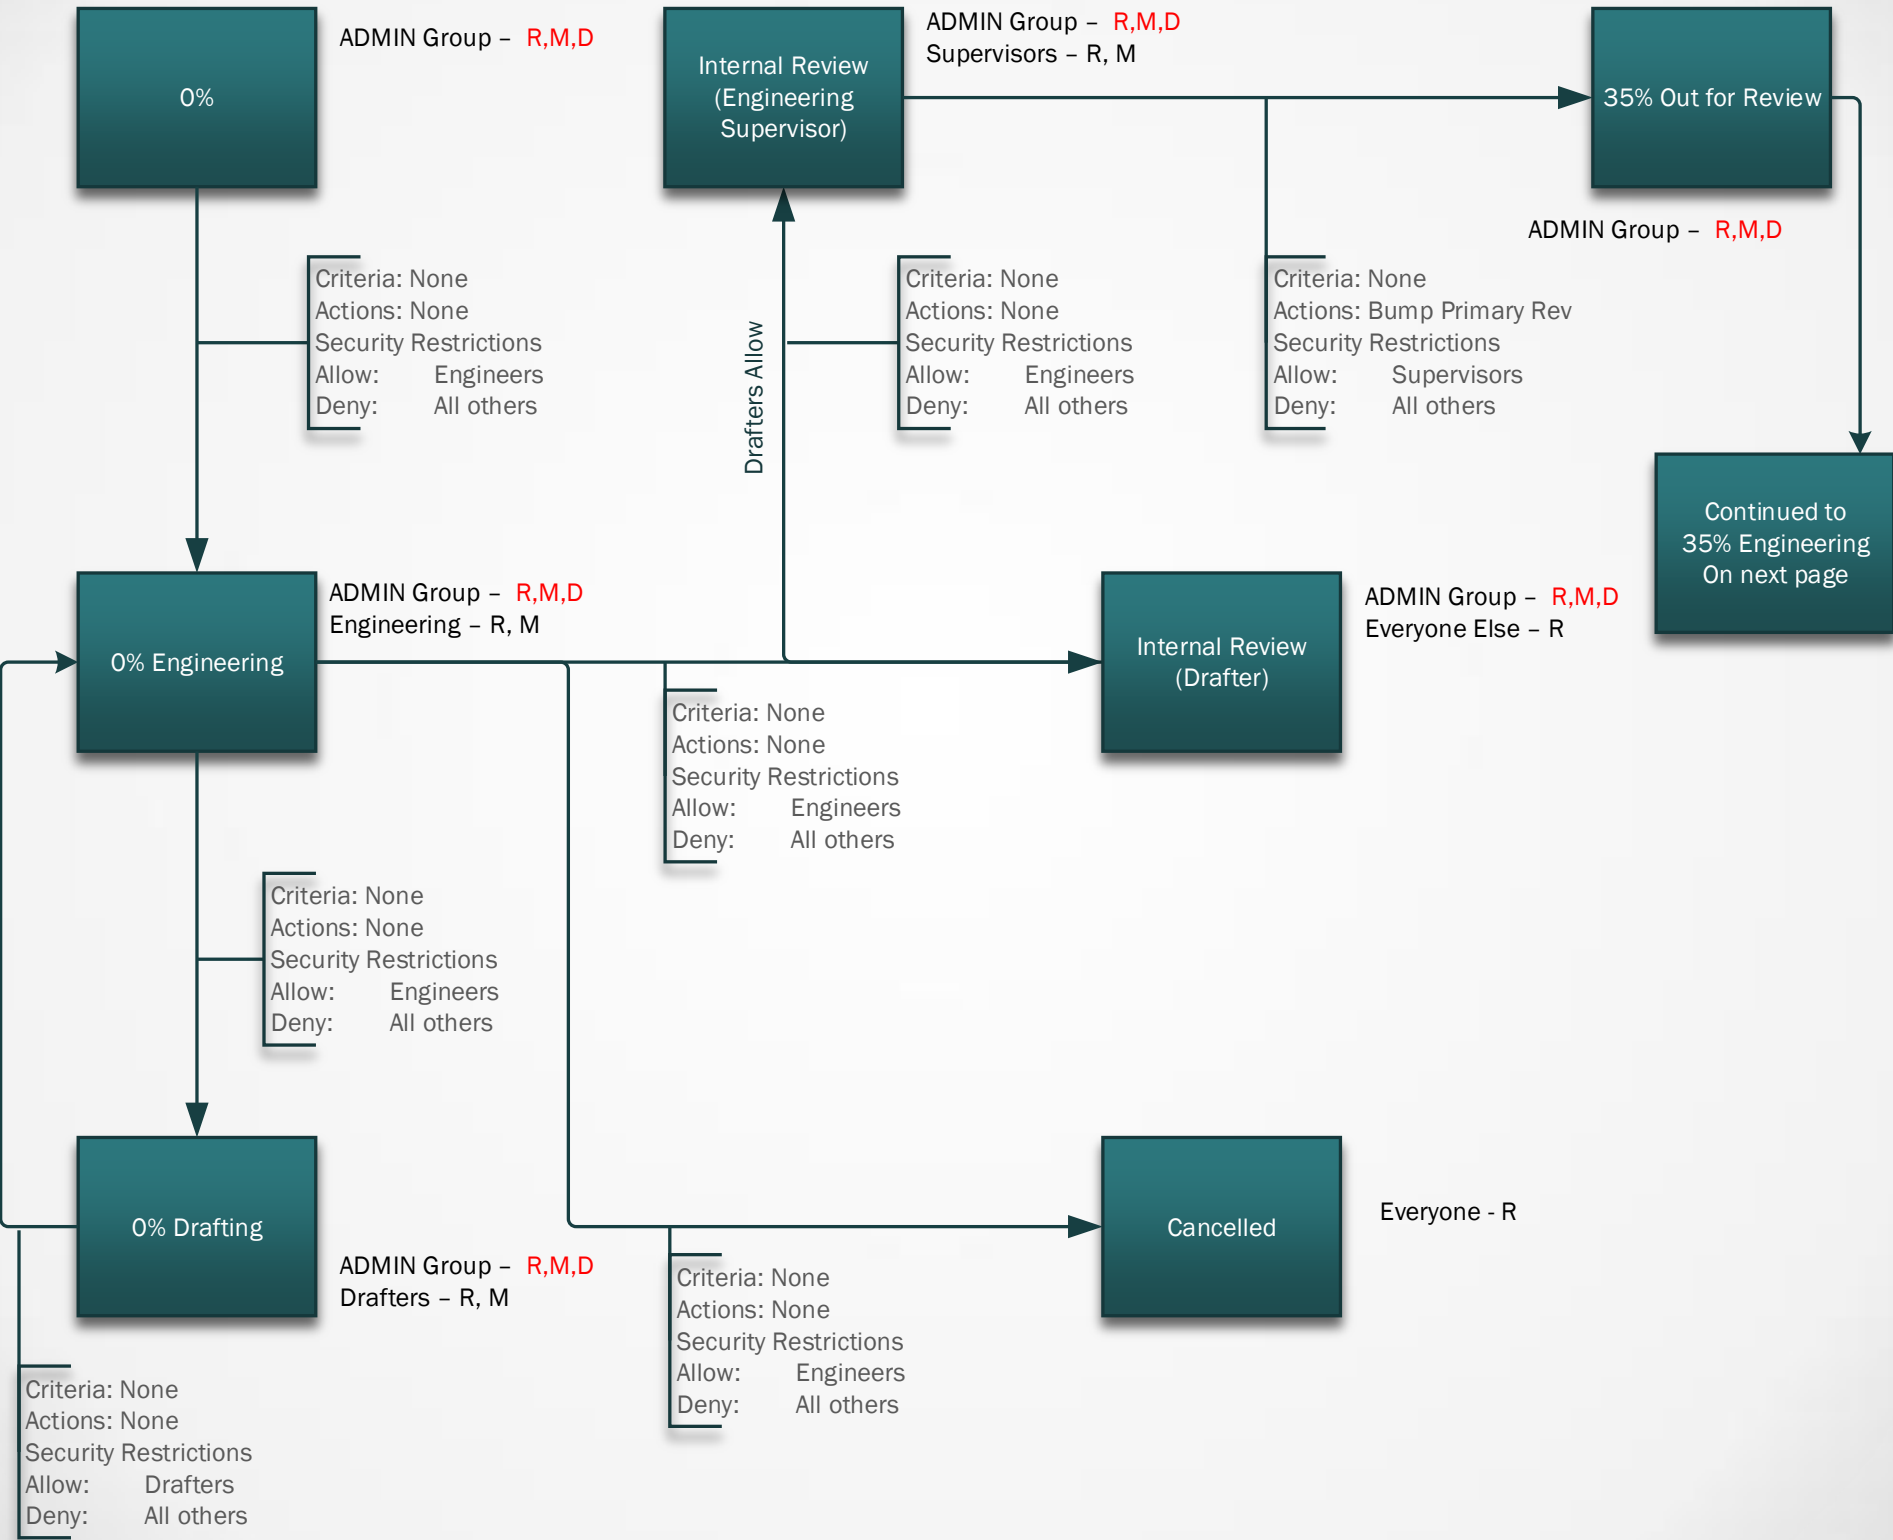 0%
ADMIN Group – R,M,D
Internal Review
(Engineering
Supervisor)
ADMIN Group – R,M,D
Supervisors – R, M
35% Out for Review
ADMIN Group – R,M,D
Criteria: None
Actions: None
Security Restrictions
Allow: Engineers
Deny: All others
Drafters Allow
Criteria: None
Actions: None
Security Restrictions
Allow: Engineers
Deny: All others
Criteria: None
Actions: Bump Primary Rev
Security Restrictions
Allow: Supervisors
Deny: All others
Continued to
35% Engineering
On next page
0% Engineering
ADMIN Group – R,M,D
Engineering – R, M
Internal Review
(Drafter)
ADMIN Group – R,M,D
Everyone Else – R
Criteria: None
Actions: None
Security Restrictions
Allow: Engineers
Deny: All others
Criteria: None
Actions: None
Security Restrictions
Allow: Engineers
Deny: All others
0% Drafting
ADMIN Group – R,M,D
Drafters – R, M
Cancelled
Everyone - R
Criteria: None
Actions: None
Security Restrictions
Allow: Engineers
Deny: All others
Criteria: None
Actions: None
Security Restrictions
Allow: Drafters
Deny: All others